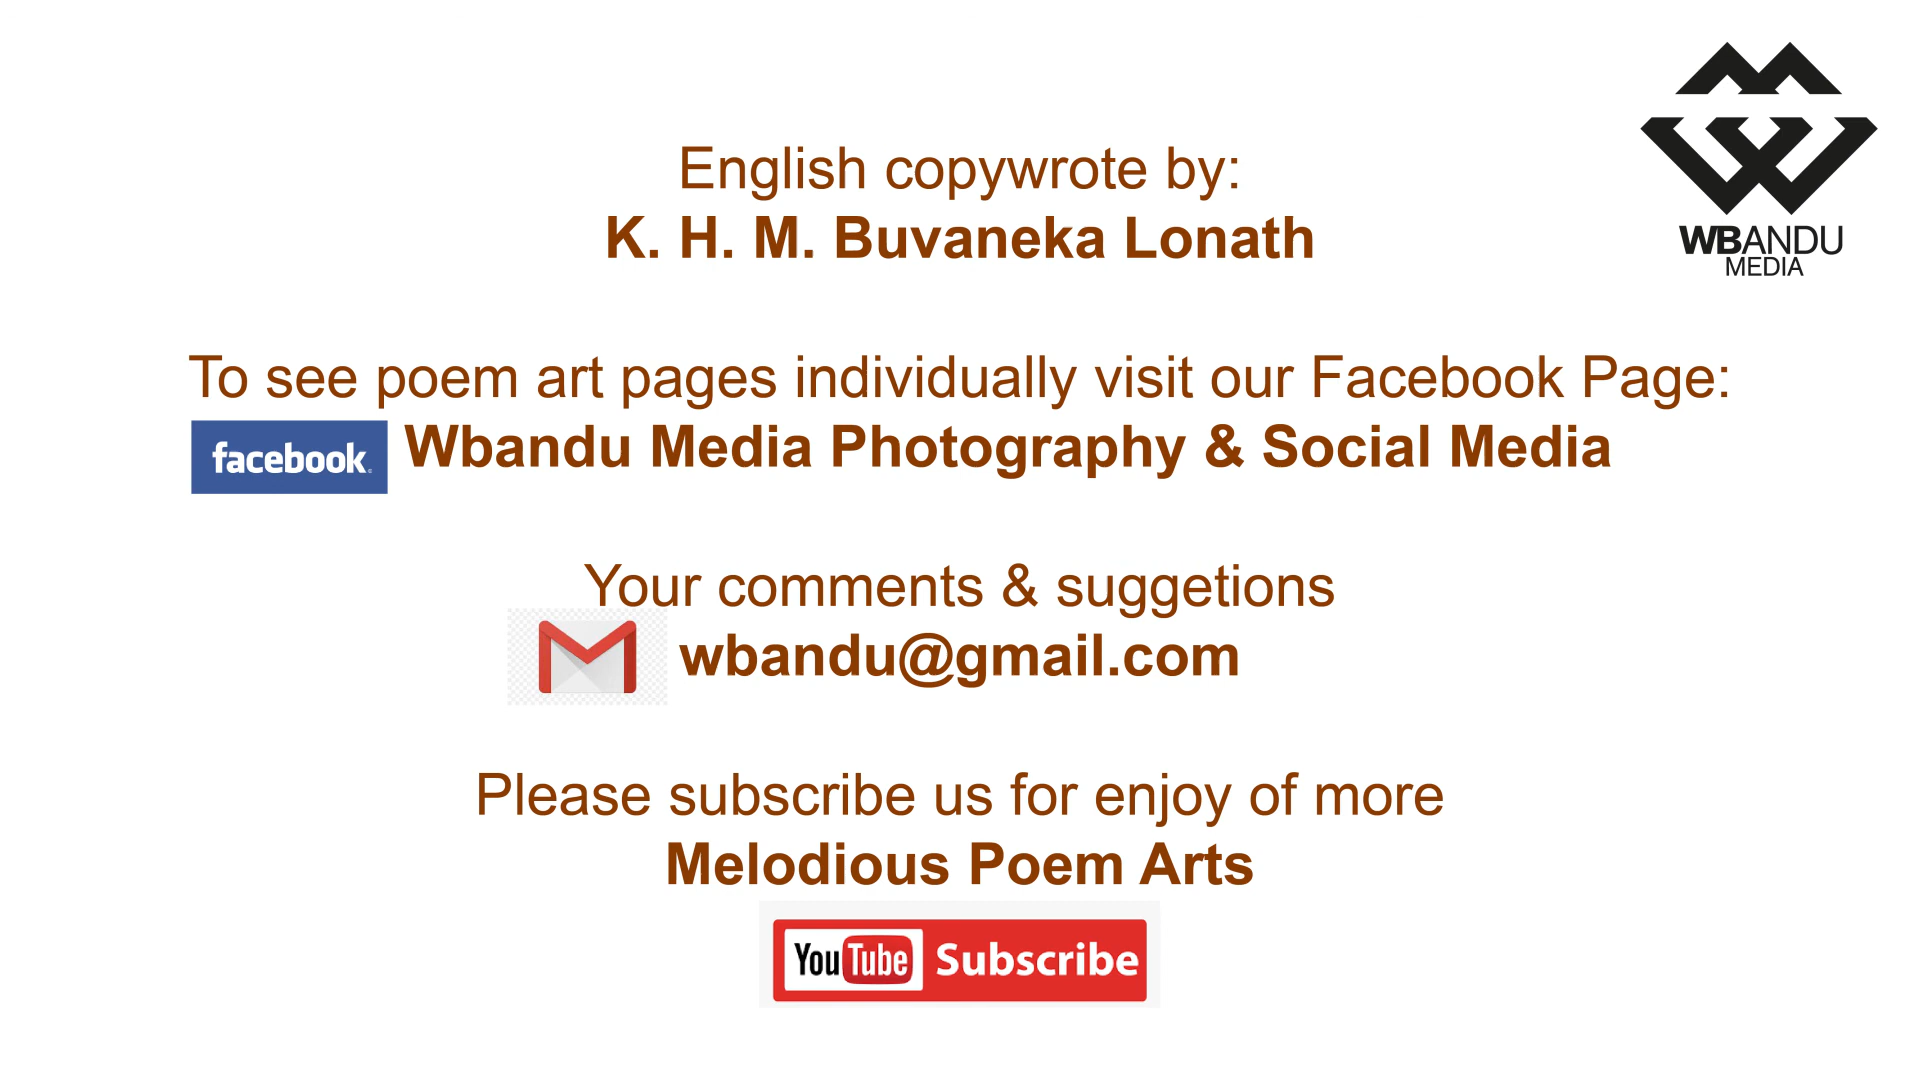 English copywrote by:
K. H. M. Buvaneka Lonath
WBANDU
MEDIA
To see poem art pages individually visit our Facebook Page:
facebook Wbandu Media Photography & Social Media
Your comments & suggetions
wbandu@gmail.com
Please subscribe us for enjoy of more
Melodious Poem Arts
YouTube Subscribe